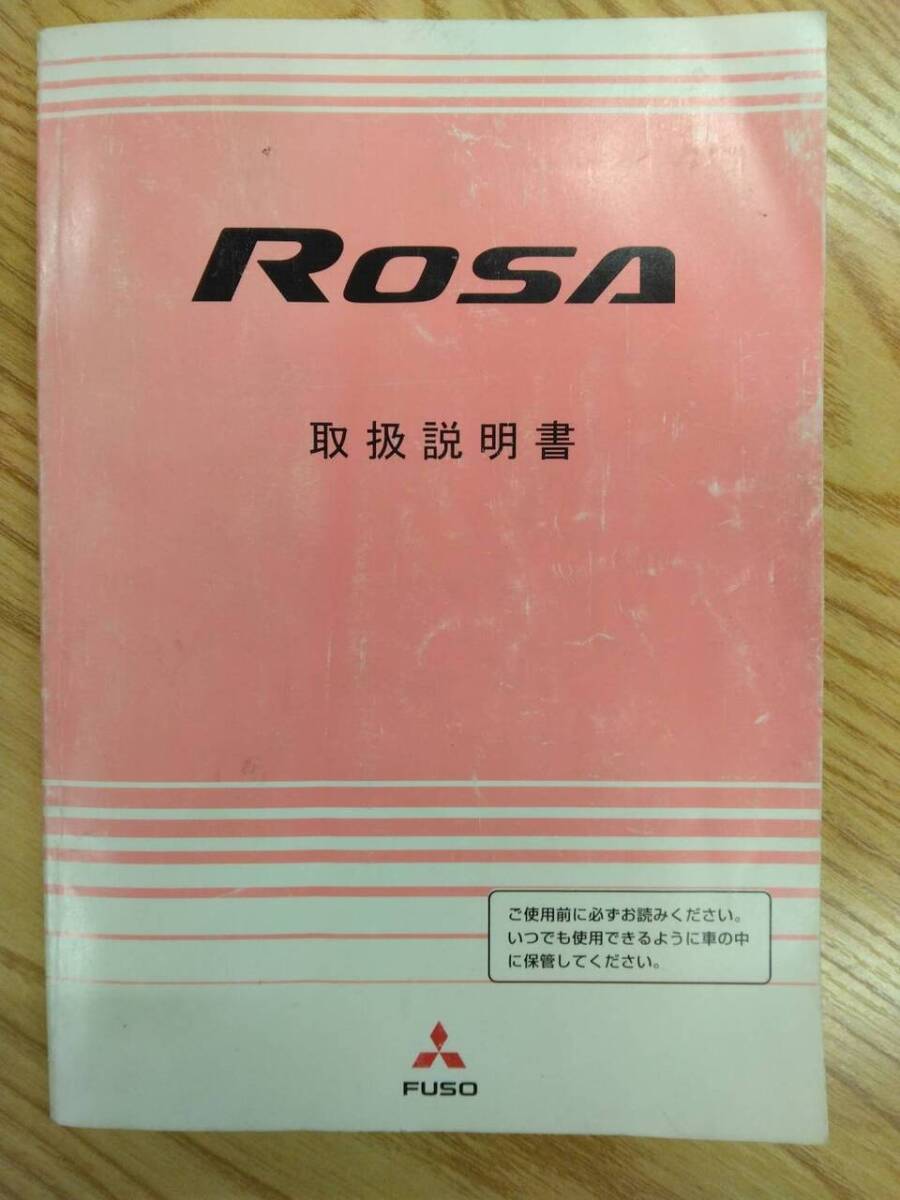 ROSA
取扱説明書
ご使用前に必ずお読みください。
いつでも使用できるように車の中
に保管してください。
FUSO